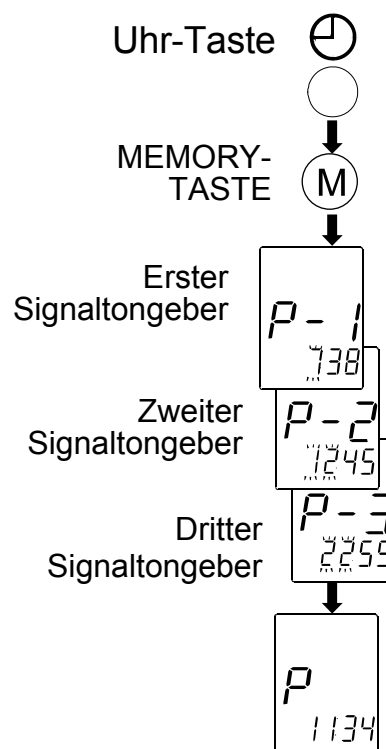 Uhr-Taste
MEMORY-
TASTE
M
Erster
Signaltongeber
P-1
738
Zweiter
Signaltongeber
P-2
1245
Dritter
Signaltongeber
P-3
2255
P
1134